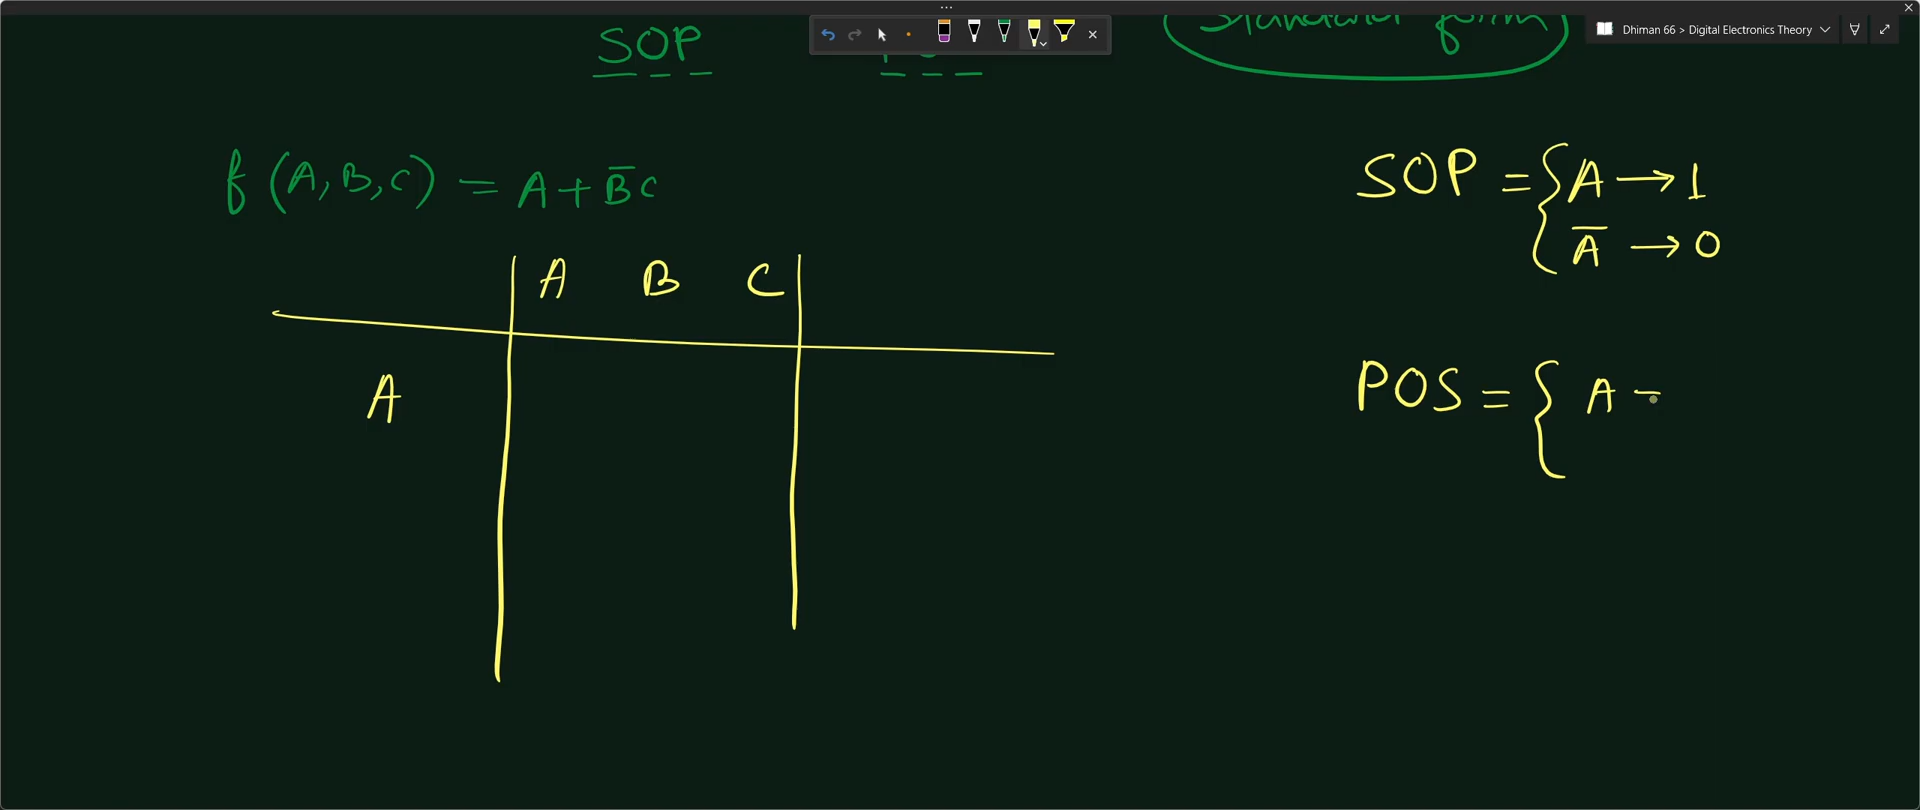 Dhiman 66 > Digital Electronics Theory
SOP
f (A, B, C) = A + B̄C
A B C
A
SOP = { A → 1
Ā → 0
POS = { A -